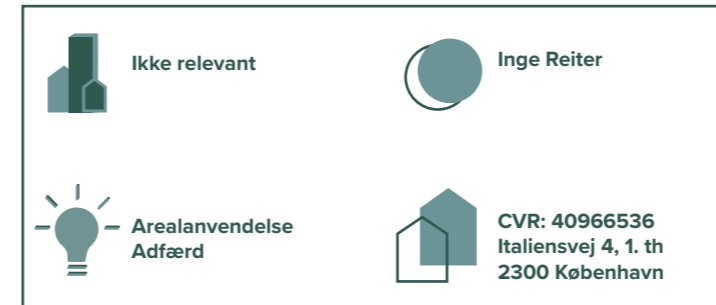 Ikke relevant
Inge Reiter
Arealanvendelse
Adfærd
CVR: 40966536
Italiensvej 4, 1. th
2300 København